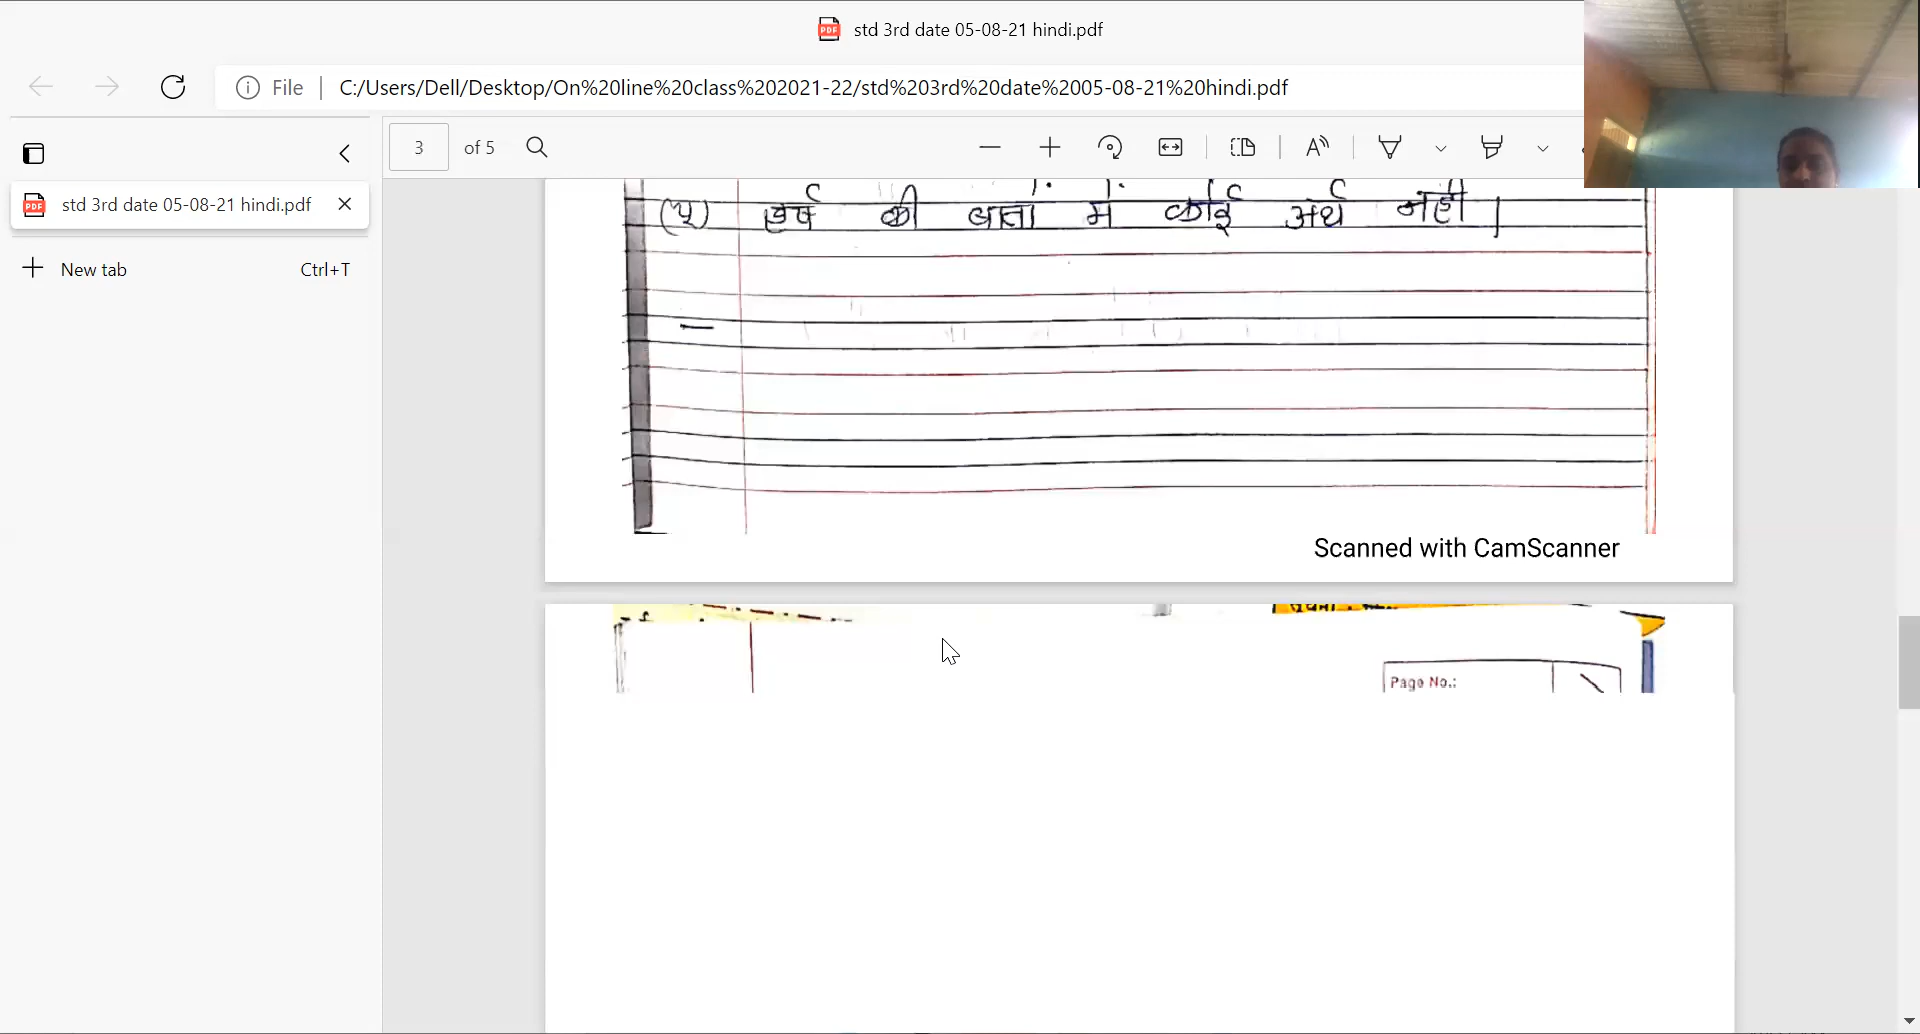 std 3rd date 05-08-21 hindi.pdf
File
C:/Users/Dell/Desktop/On%20line%20class%202021-22/std%203rd%20date%2005-08-21%20hindi.pdf
3 of 5
std 3rd date 05-08-21 hindi.pdf
New tab Ctrl+T
(५) हर्ष की बातों में कोई अर्थ नहीं |
Scanned with CamScanner
Page No.: